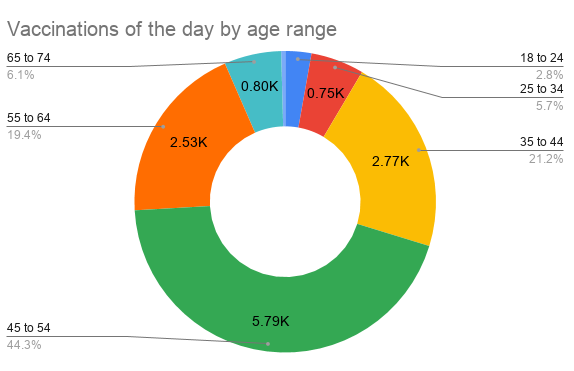 Vaccinations of the day by age range
65 to 74
6.1%
18 to 24
2.8%
25 to 34
5.7%
0.80K
0.75K
55 to 64
19.4%
2.53K
35 to 44
21.2%
2.77K
5.79K
45 to 54
44.3%